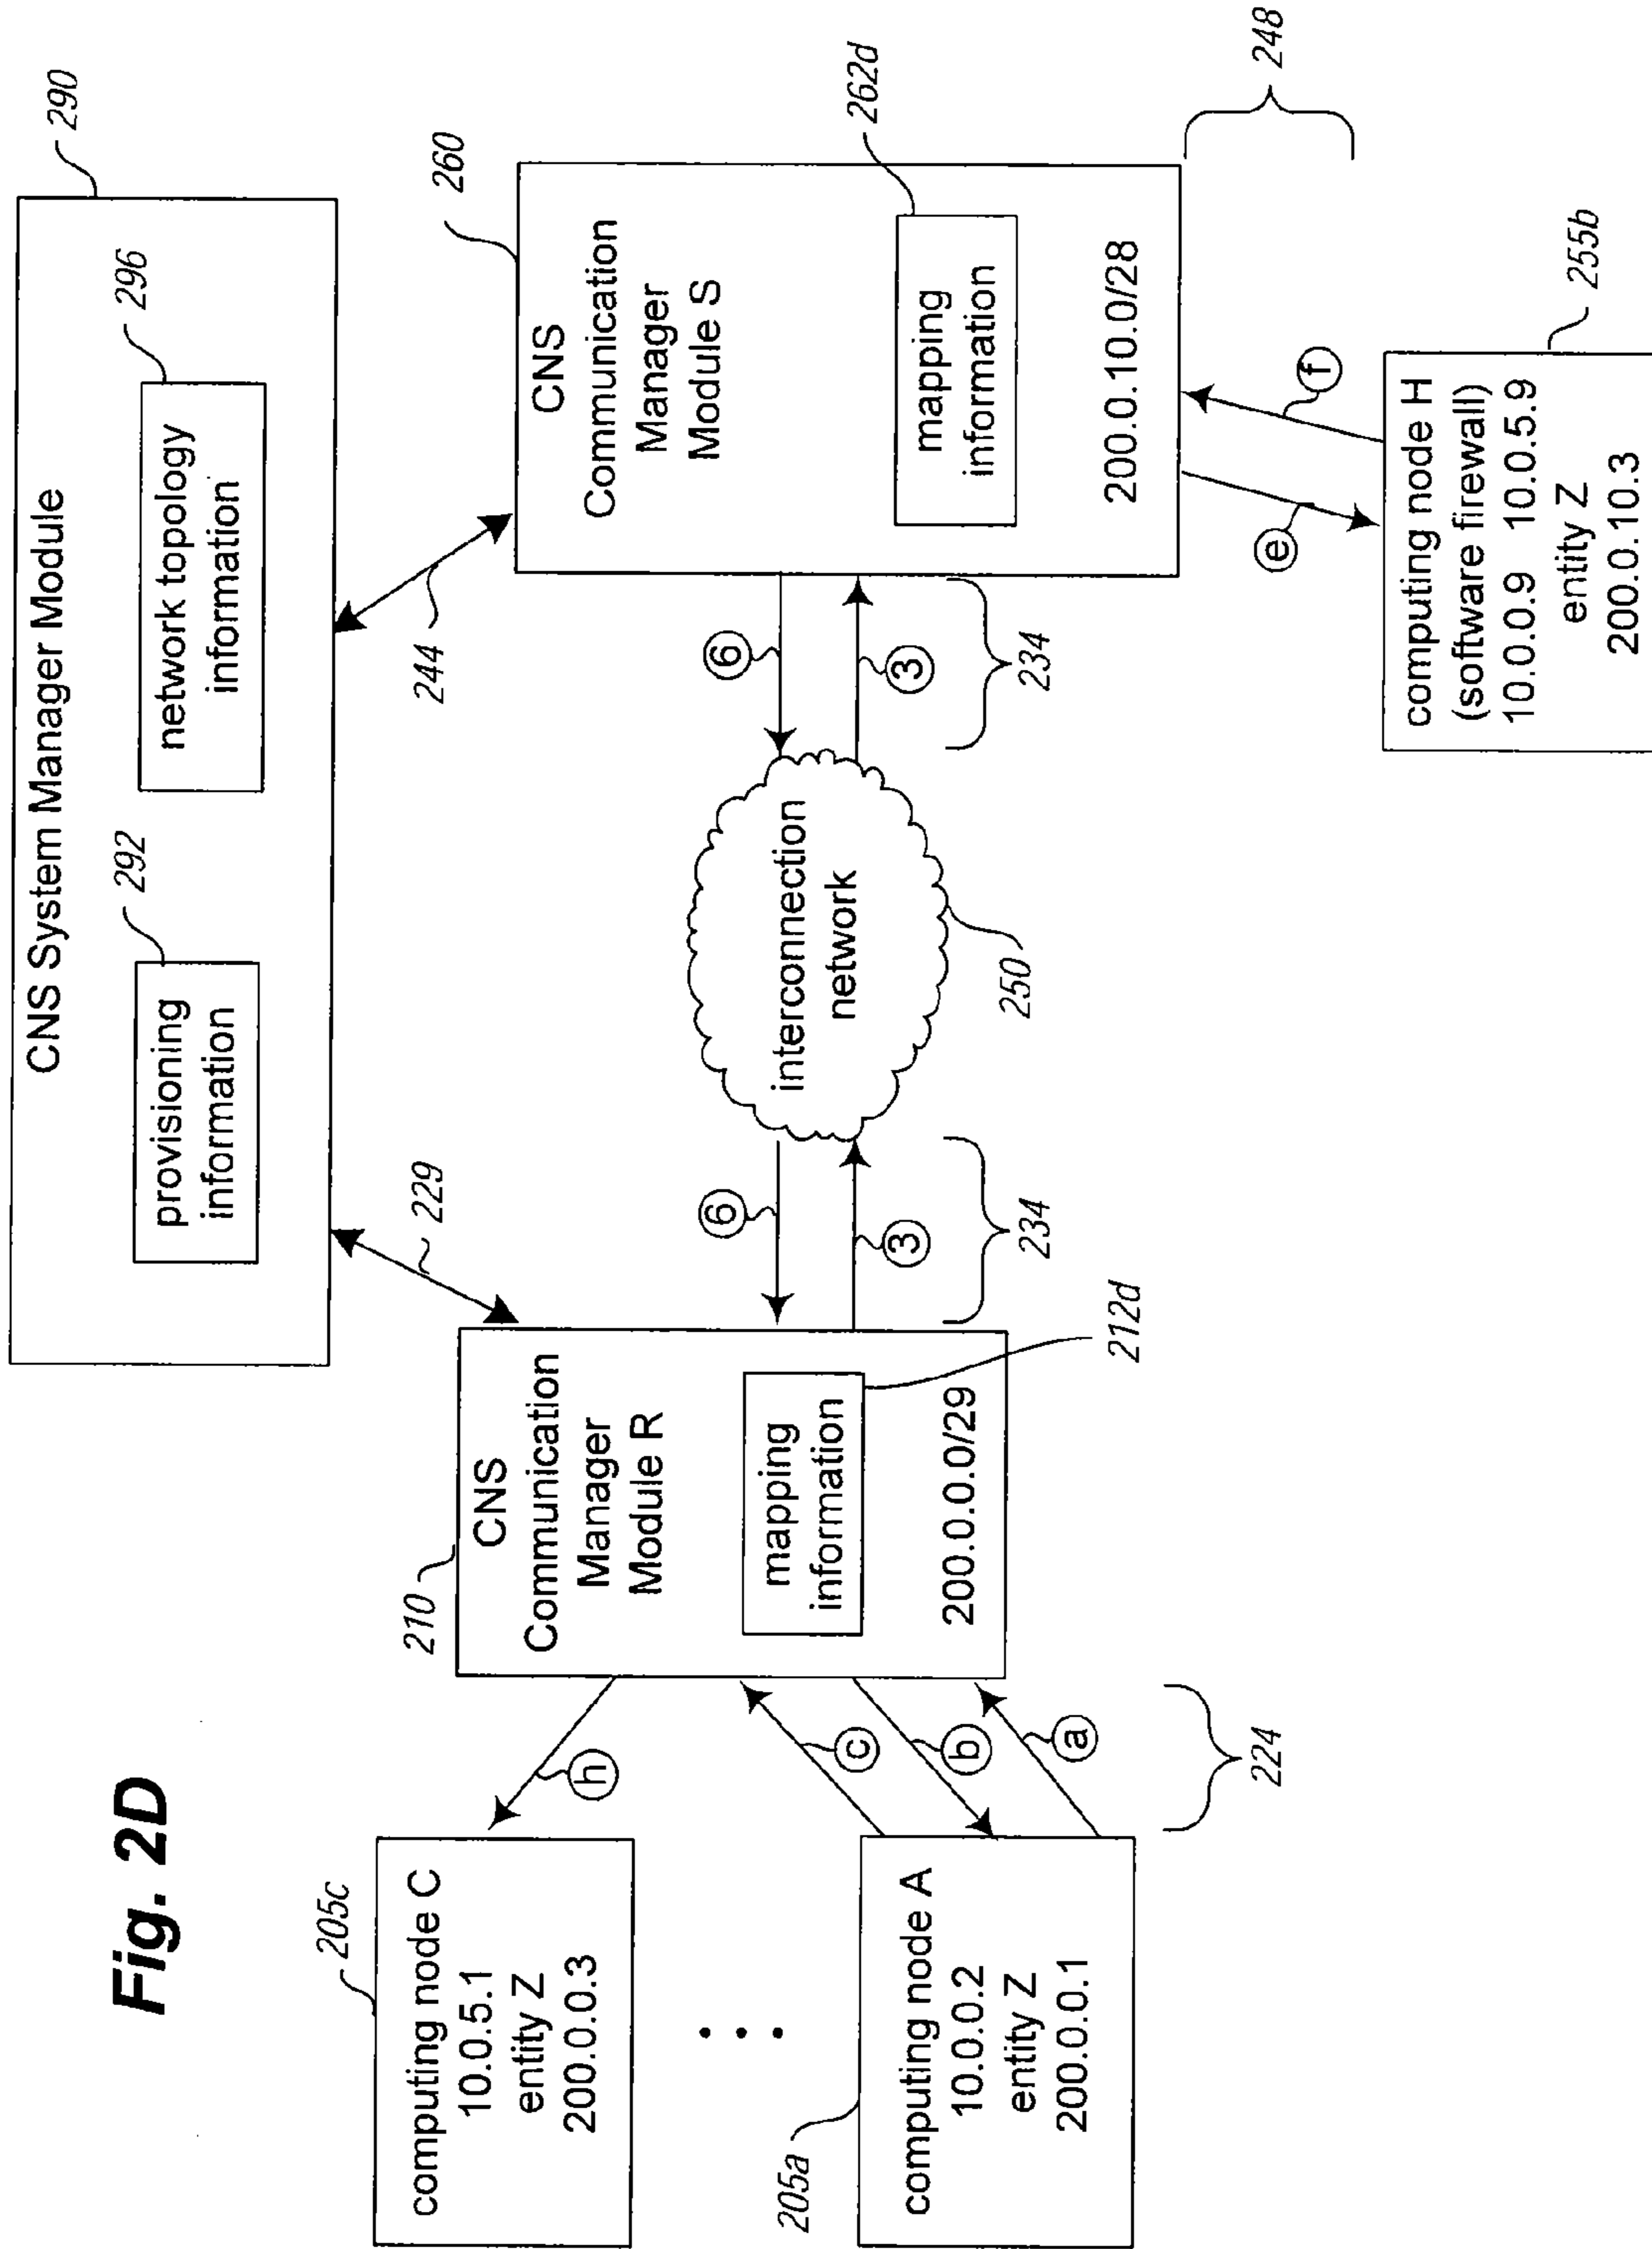 Fig. 2D
CNS System Manager Module
290
provisioning
information
292
network topology
information
296
229
244
210
CNS
Communication
Manager
Module R
mapping
information
212d
200.0.0.0/29
260
CNS
Communication
Manager
Module S
mapping
information
262d
200.0.10.0/28
6
3
234
interconnection
network
250
6
3
234
205c
computing node C
10.0.5.1
entity Z
200.0.0.3
h
205a
computing node A
10.0.0.2
entity Z
200.0.0.1
c
b
a
224
248
e
f
255b
computing node H
(software firewall)
10.0.0.9 10.0.5.9
entity Z
200.0.10.3